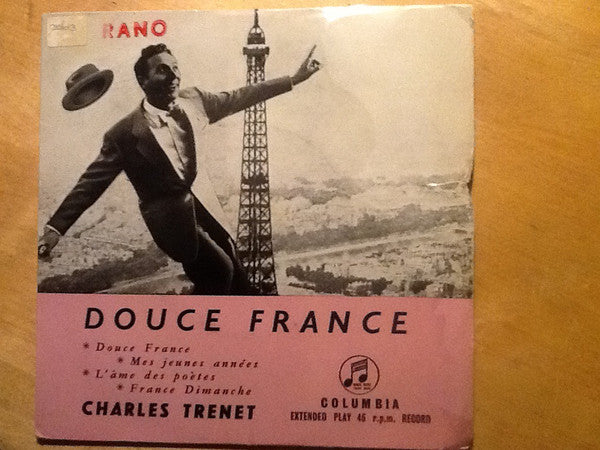 RANO
DOUCE FRANCE
* Douce France
* Mes jeunes années
* L'âme des poètes
* France Dimanche
CHARLES TRENET
COLUMBIA
EXTENDED PLAY 45 r.p.m. RECORD